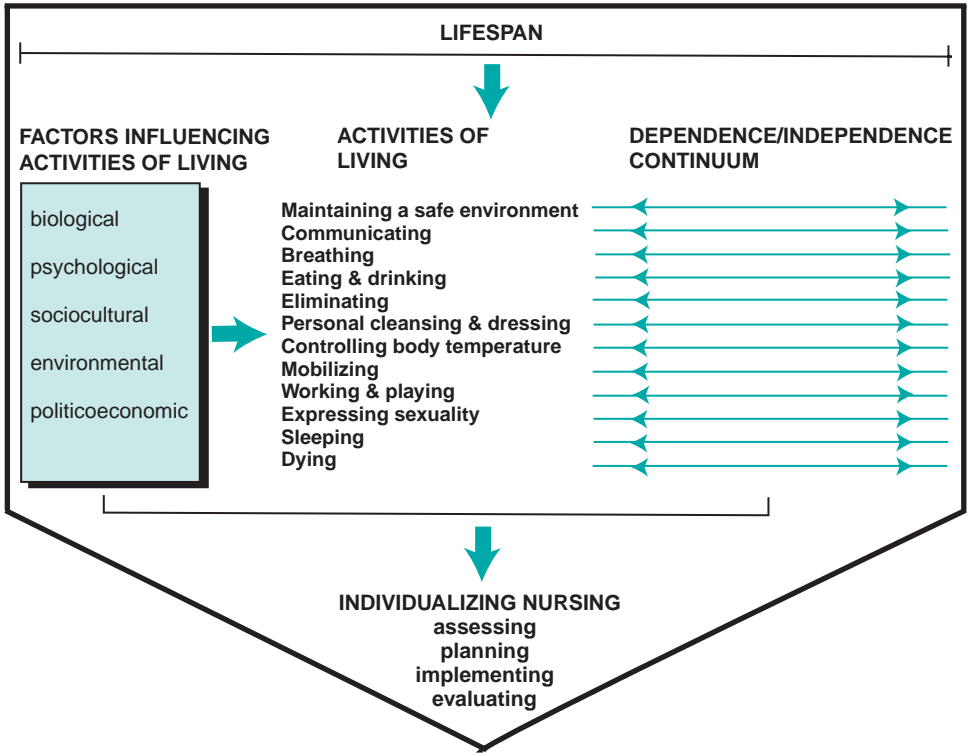 LIFESPAN
FACTORS INFLUENCING
ACTIVITIES OF LIVING
biological
psychological
sociocultural
environmental
politicoeconomic
ACTIVITIES OF
LIVING
Maintaining a safe environment
Communicating
Breathing
Eating & drinking
Eliminating
Personal cleansing & dressing
Controlling body temperature
Mobilizing
Working & playing
Expressing sexuality
Sleeping
Dying
DEPENDENCE/INDEPENDENCE
CONTINUUM
INDIVIDUALIZING NURSING
assessing
planning
implementing
evaluating